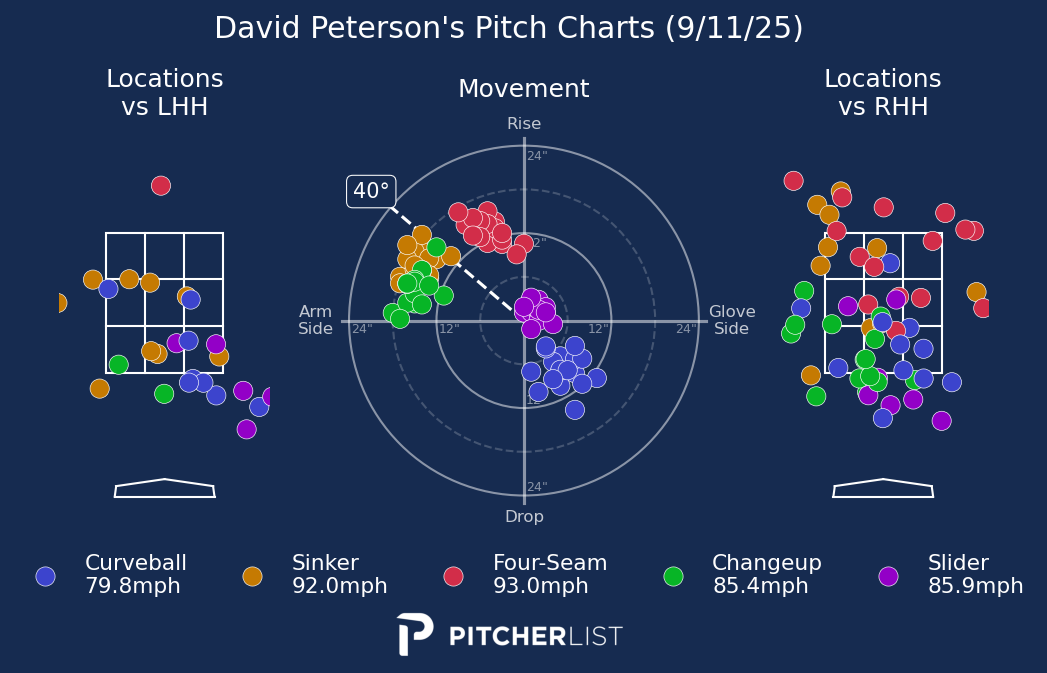 David Peterson's Pitch Charts (9/11/25)
Locations
vs LHH
Movement
Locations
vs RHH
Rise
24"
40°
Arm
Side
24"
12"
12"
24"
Glove
Side
24"
Drop
Curveball
79.8mph
Sinker
92.0mph
Four-Seam
93.0mph
Changeup
85.4mph
Slider
85.9mph
PITCHERLIST